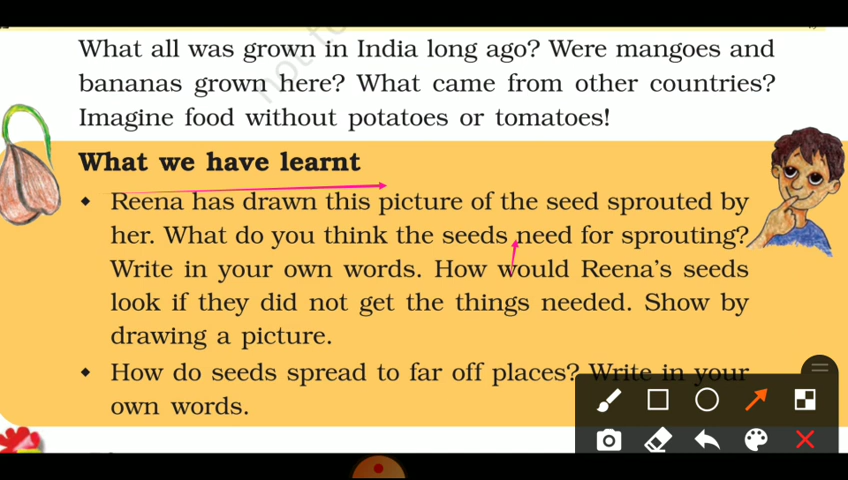 What all was grown in India long ago? Were mangoes and
bananas grown here? What came from other countries?
Imagine food without potatoes or tomatoes!
What we have learnt
Reena has drawn this picture of the seed sprouted by
her. What do you think the seeds need for sprouting?
Write in your own words. How would Reena's seeds
look if they did not get the things needed. Show by
drawing a picture.
How do seeds spread to far off places? Write in your
own words.